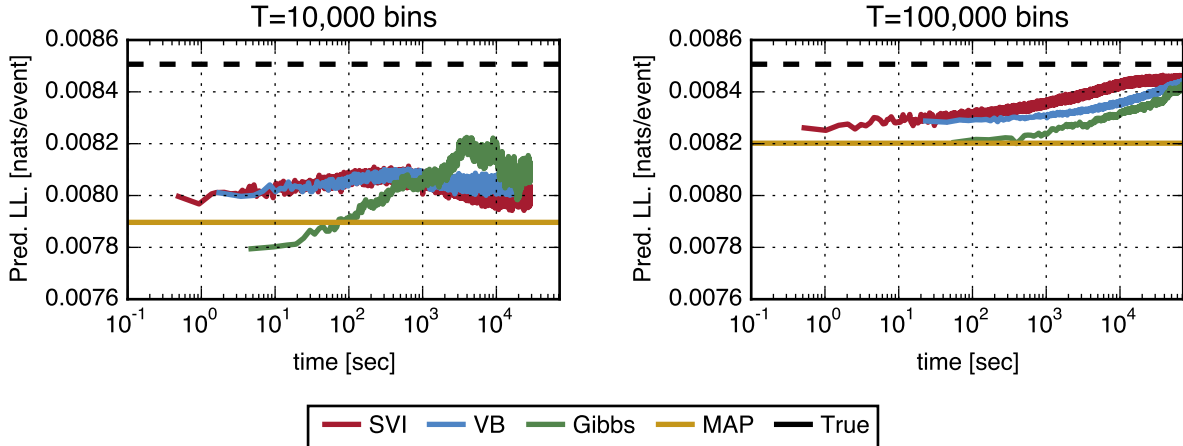 T=10,000 bins
T=100,000 bins
Pred. LL. [nats/event]
0.0086
0.0084
0.0082
0.0080
0.0078
0.0076
10^-1 10^0 10^1 10^2 10^3 10^4
time [sec]
Pred. LL. [nats/event]
0.0086
0.0084
0.0082
0.0080
0.0078
0.0076
10^-1 10^0 10^1 10^2 10^3 10^4
time [sec]
SVI VB Gibbs MAP True